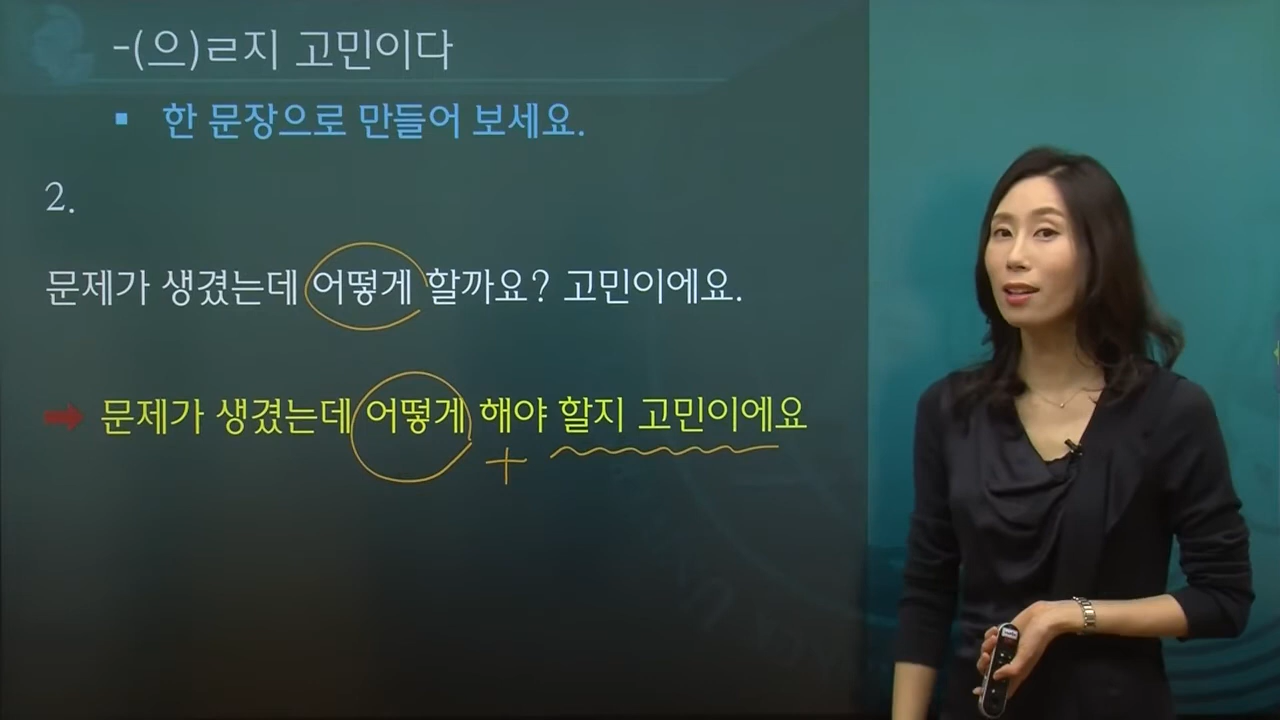 -(으)ㄹ지 고민이다
▪ 한 문장으로 만들어 보세요.
2.
문제가 생겼는데 어떻게 할까요? 고민이에요.
➡ 문제가 생겼는데 어떻게 해야 할지 고민이에요
+